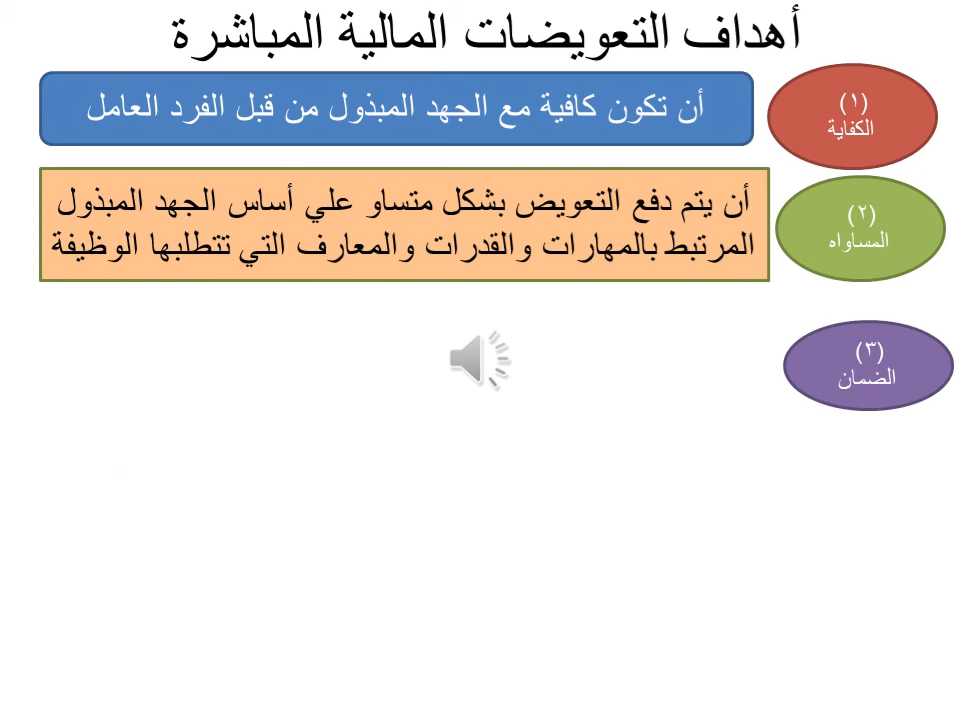 أهداف التعويضات المالية المباشرة
(١)
الكفاية
أن تكون كافية مع الجهد المبذول من قبل الفرد العامل
(٢)
المساواه
أن يتم دفع التعويض بشكل متساو علي أساس الجهد المبذول
المرتبط بالمهارات والقدرات والمعارف التي تتطلبها الوظيفة
(٣)
الضمان